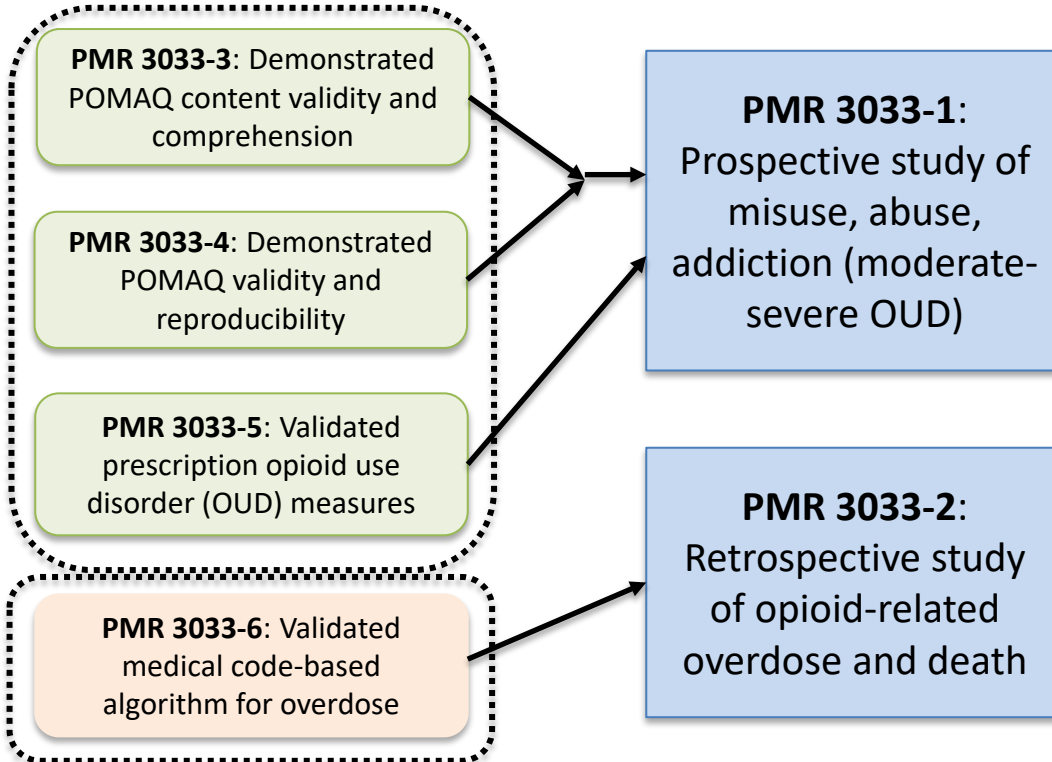 PMR 3033-3: Demonstrated
POMAQ content validity and
comprehension
PMR 3033-4: Demonstrated
POMAQ validity and
reproducibility
PMR 3033-5: Validated
prescription opioid use
disorder (OUD) measures
PMR 3033-6: Validated
medical code-based
algorithm for overdose
PMR 3033-1:
Prospective study of
misuse, abuse,
addiction (moderate-
severe OUD)
PMR 3033-2:
Retrospective study
of opioid-related
overdose and death